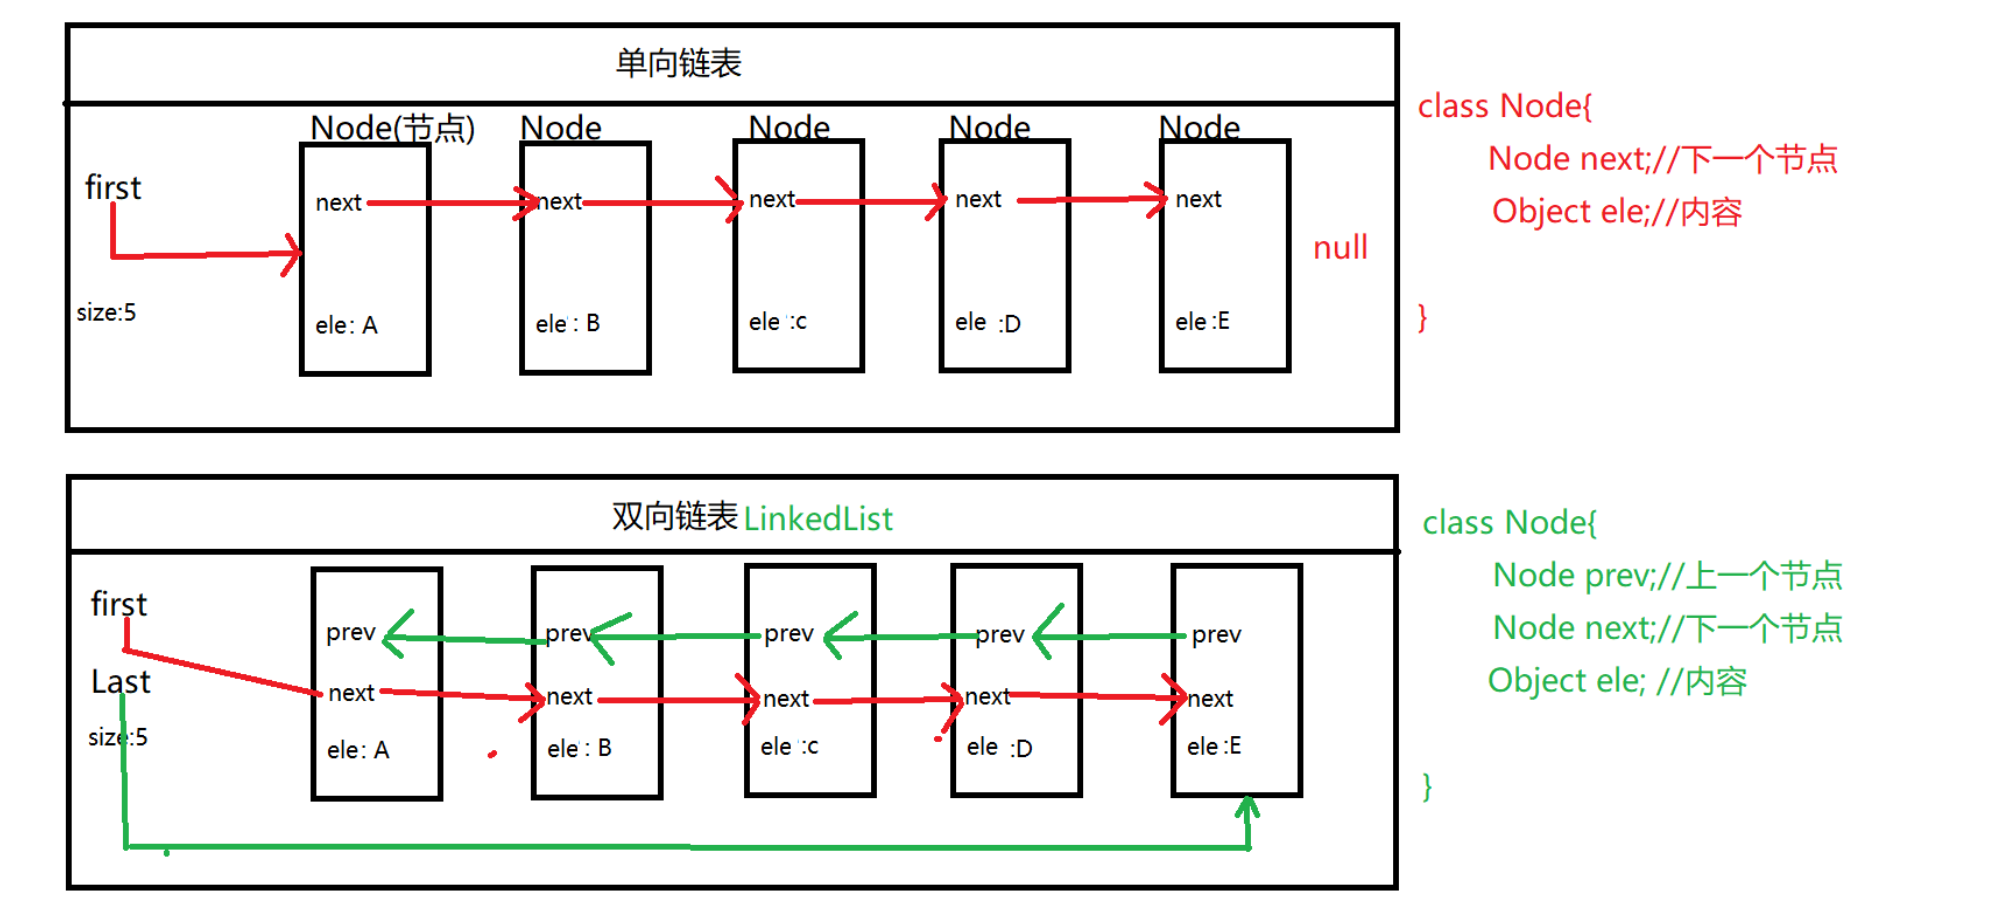 单向链表
Node(节点) Node Node Node Node
first
next next next next next
null
size:5
ele: A ele: B ele :c ele :D ele :E
class Node{
Node next;//下一个节点
Object ele;//内容
}
双向链表 LinkedList
first
prev prev prev prev prev
Last
next next next next next
size:5
ele: A ele: B ele :c ele :D ele :E
class Node{
Node prev;//上一个节点
Node next;//下一个节点
Object ele; //内容
}